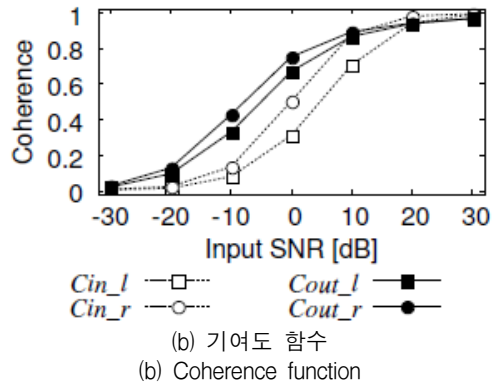 1
0.8
0.6
0.4
0.2
0
Coherence
-30 -20 -10 0 10 20 30
Input SNR [dB]
Cin_l Cout_l
Cin_r Cout_r
(b) 기여도 함수
(b) Coherence function